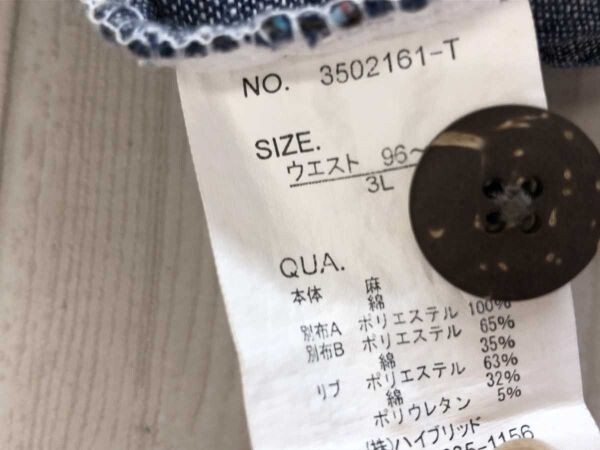 NO. 3502161-T
SIZE.
ウエスト 96~
3L
QUA.
本体 麻
綿
別布A ポリエステル 100%
別布B ポリエステル 65%
綿 35%
リブ ポリエステル 63%
綿 32%
ポリウレタン 5%
(株)ハイブリッド
5-1156